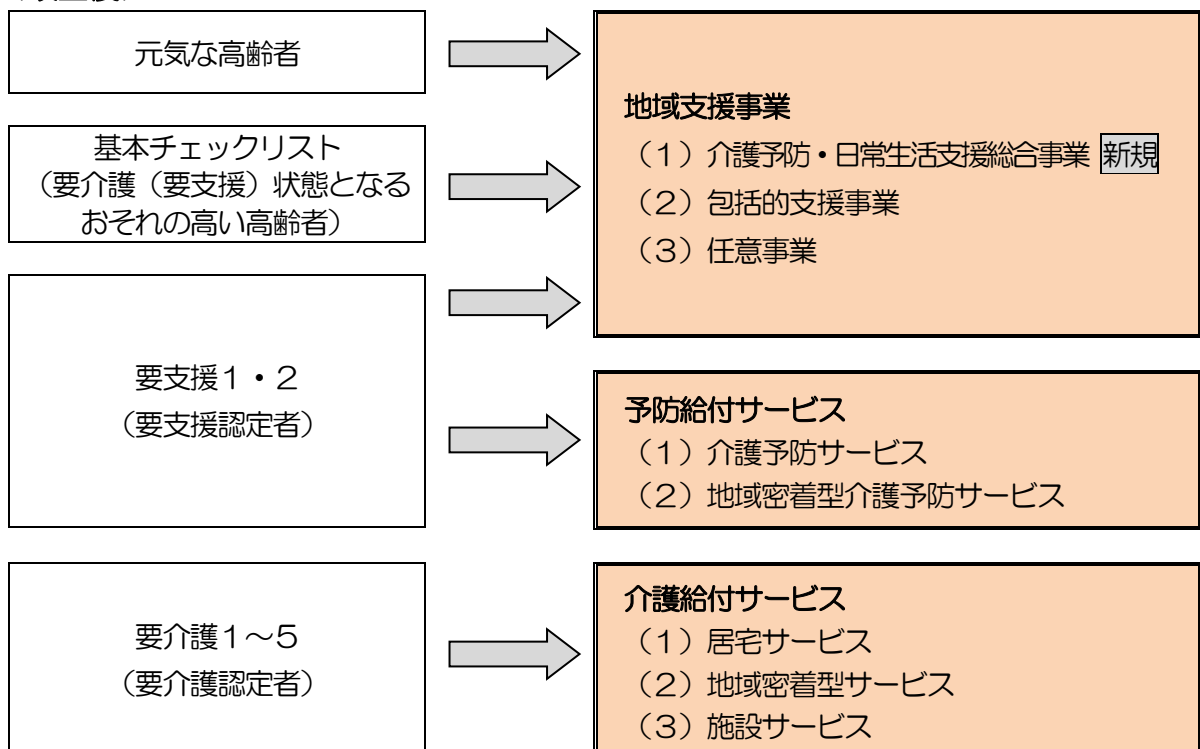 元気な高齢者
基本チェックリスト
（要介護（要支援）状態となる
おそれの高い高齢者）
要支援１・２
（要支援認定者）
要介護１～５
（要介護認定者）
地域支援事業
（１）介護予防・日常生活支援総合事業 新規
（２）包括的支援事業
（３）任意事業
予防給付サービス
（１）介護予防サービス
（２）地域密着型介護予防サービス
介護給付サービス
（１）居宅サービス
（２）地域密着型サービス
（３）施設サービス